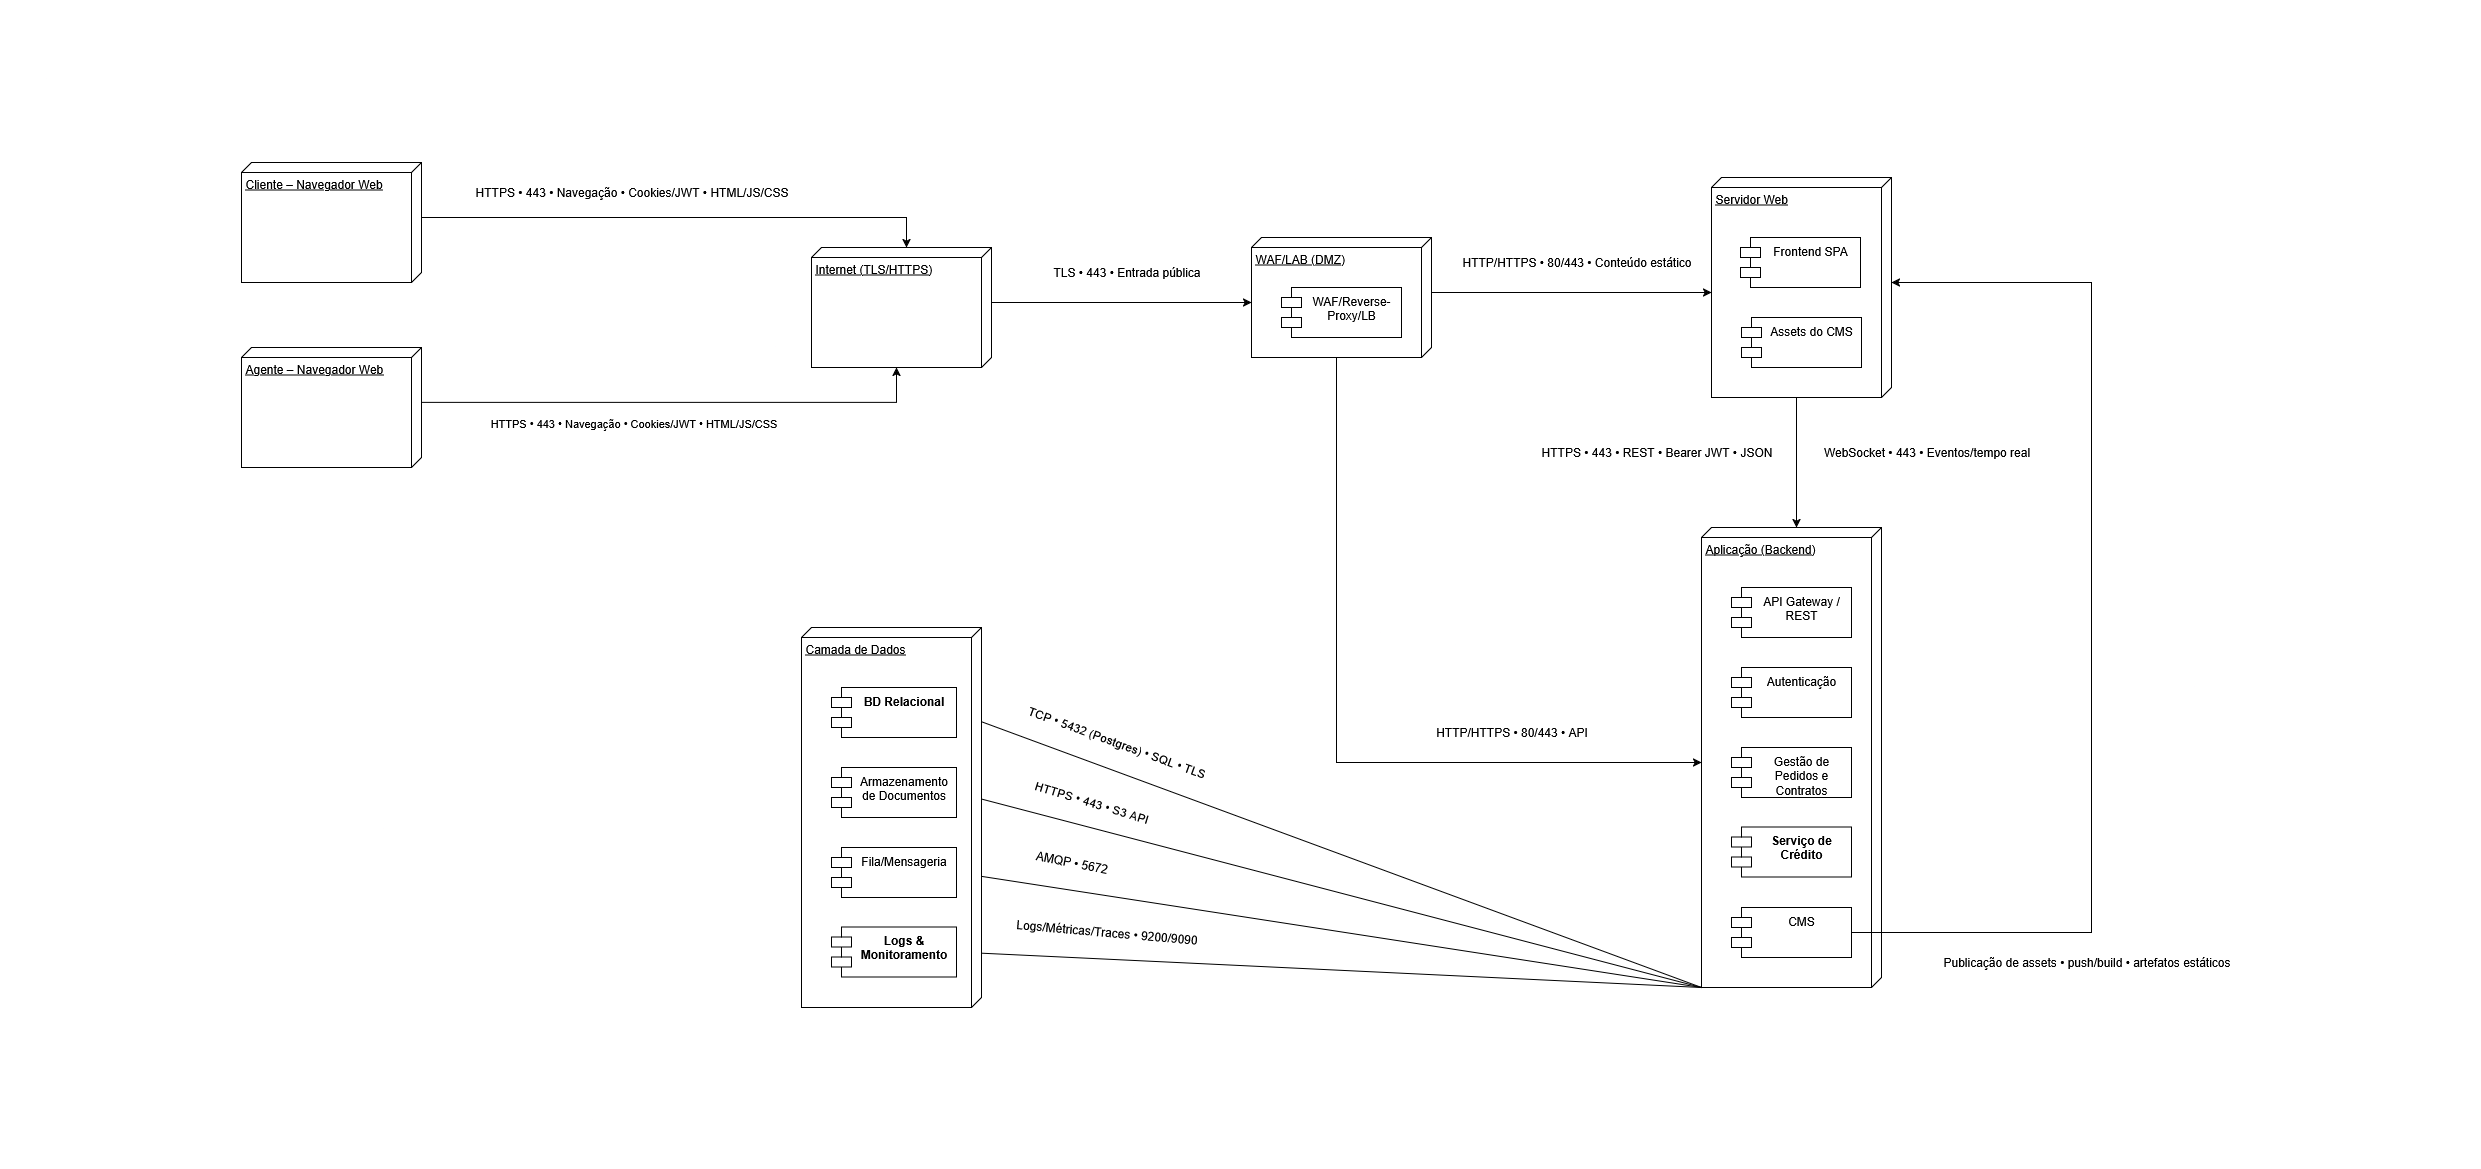 Cliente – Navegador Web
HTTPS • 443 • Navegação • Cookies/JWT • HTML/JS/CSS
Agente – Navegador Web
HTTPS • 443 • Navegação • Cookies/JWT • HTML/JS/CSS
Internet (TLS/HTTPS)
TLS • 443 • Entrada pública
WAF/LAB (DMZ)
WAF/Reverse-
Proxy/LB
HTTP/HTTPS • 80/443 • Conteúdo estático
Servidor Web
Frontend SPA
Assets do CMS
HTTPS • 443 • REST • Bearer JWT • JSON
WebSocket • 443 • Eventos/tempo real
HTTP/HTTPS • 80/443 • API
Aplicação (Backend)
API Gateway /
REST
Autenticação
Gestão de
Pedidos e
Contratos
Serviço de
Crédito
CMS
Publicação de assets • push/build • artefatos estáticos
Camada de Dados
BD Relacional
Armazenamento
de Documentos
Fila/Mensageria
Logs &
Monitoramento
TCP • 5432 (Postgres) • SQL • TLS
HTTPS • 443 • S3 API
AMQP • 5672
Logs/Métricas/Traces • 9200/9090